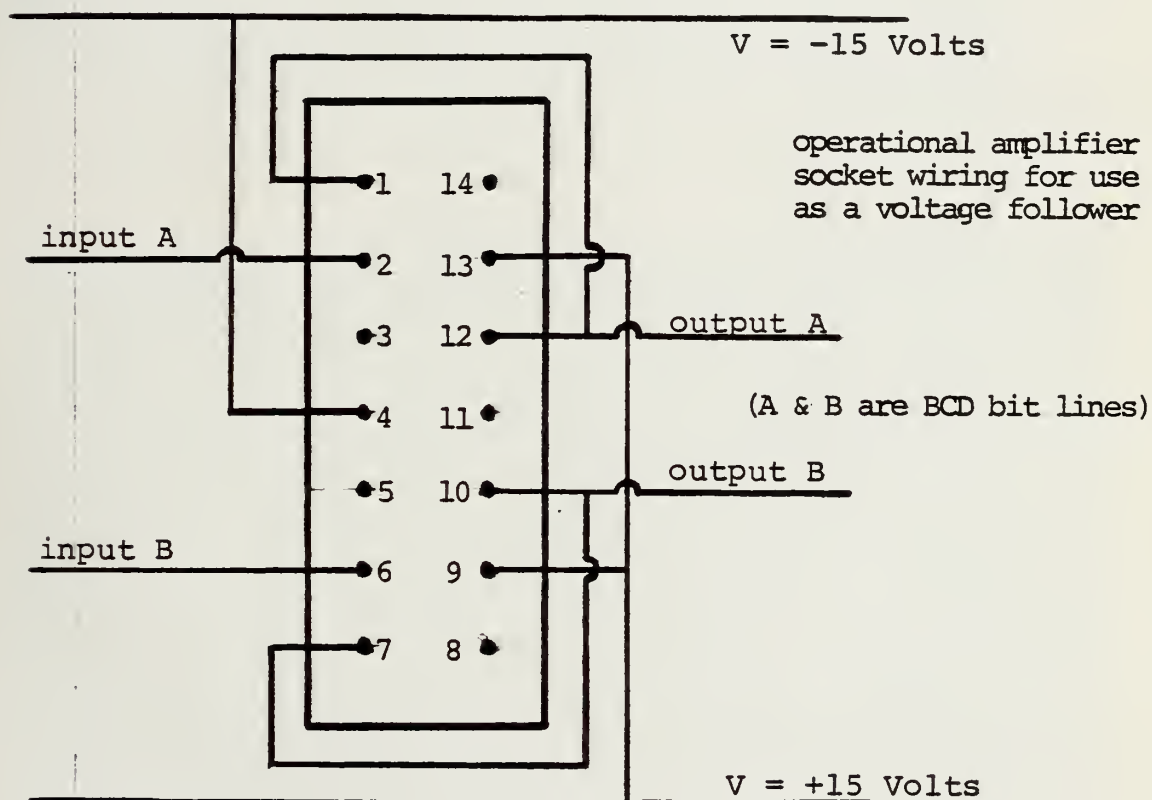 V = -15 Volts
operational amplifier
socket wiring for use
as a voltage follower
1 14
input A
2 13
3 12
output A
4 11
(A & B are BCD bit lines)
output B
5 10
input B
6 9
7 8
V = +15 Volts